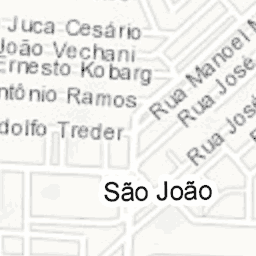 Juca Cesário
João Vechani
Ernesto Kobarg
ntônio Ramos
dolfo Treder
Rua Manoel
Rua José
Rua José
São João